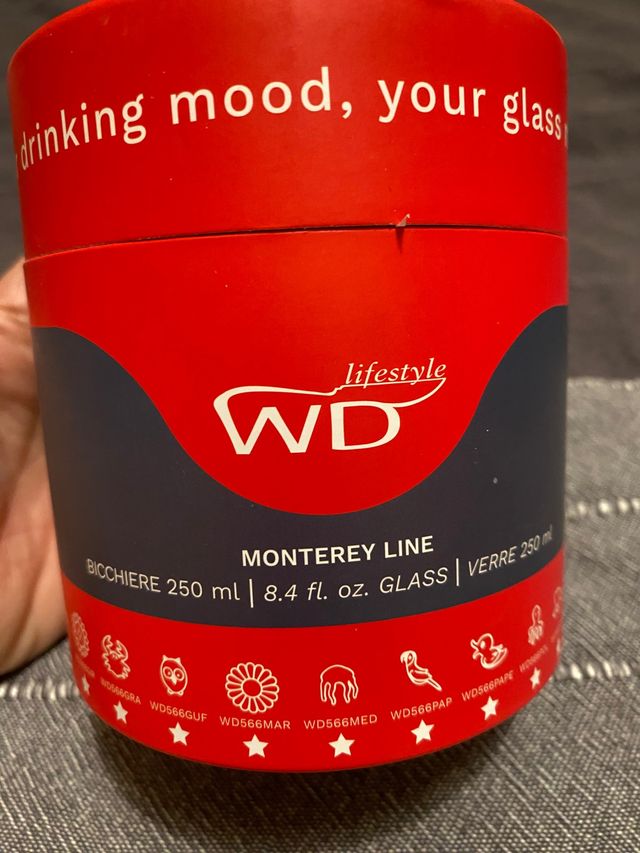 drinking mood, your glass
lifestyle
WD
MONTEREY LINE
BICCHIERE 250 ml | 8.4 fl. oz. GLASS | VERRE 250 ml
WD566GRA WD566GUF WD566MAR WD566MED WD566PAP WD566PAPE